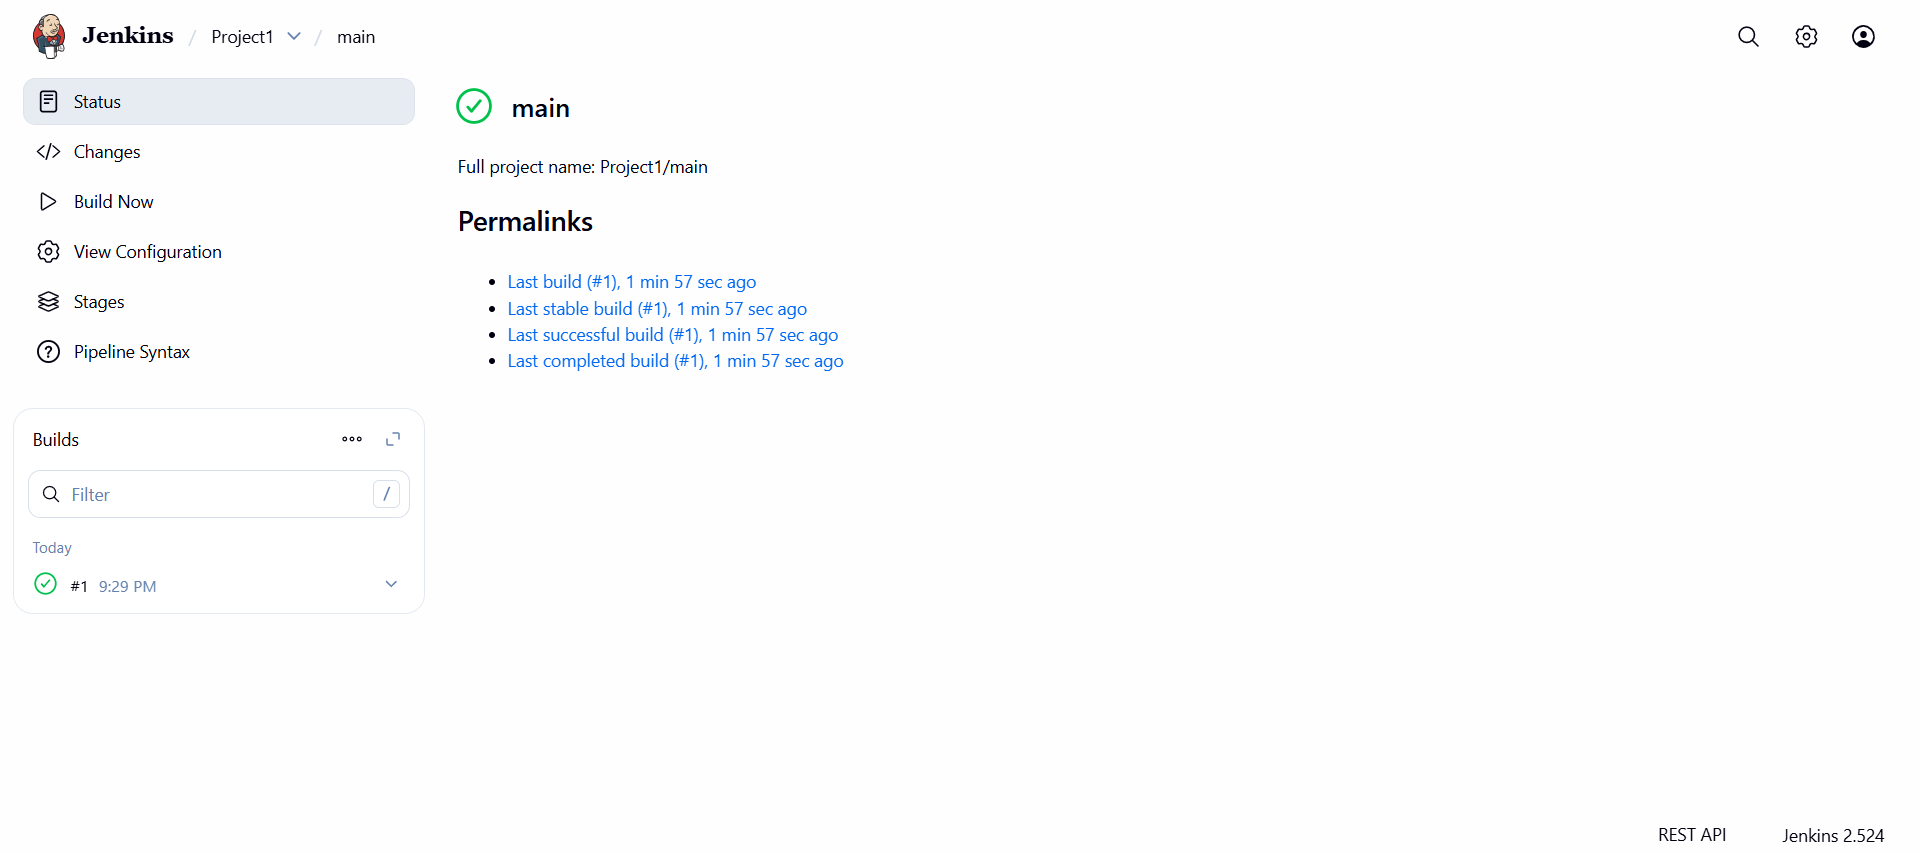 Jenkins / Project1 / main
Status
Changes
Build Now
View Configuration
Stages
Pipeline Syntax
Builds
Filter /
Today
#1 9:29 PM
main
Full project name: Project1/main
Permalinks
Last build (#1), 1 min 57 sec ago
Last stable build (#1), 1 min 57 sec ago
Last successful build (#1), 1 min 57 sec ago
Last completed build (#1), 1 min 57 sec ago
REST API Jenkins 2.524